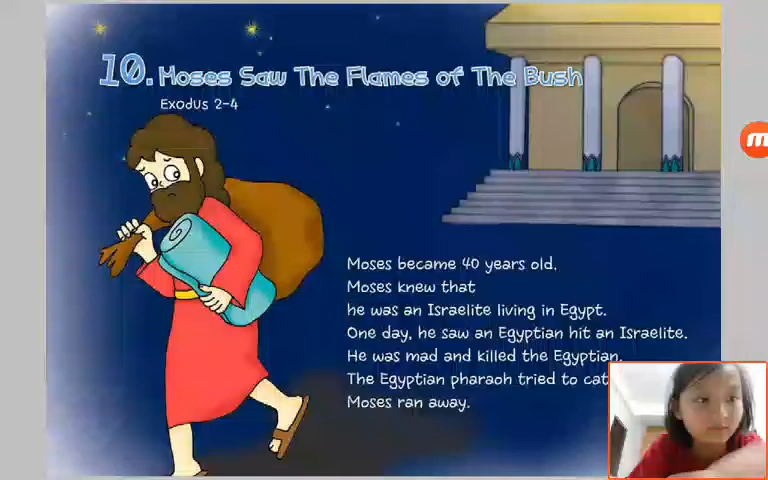 10. Moses Saw The Flames of The Bush
Exodus 2-4
Moses became 40 years old.
Moses knew that
he was an Israelite living in Egypt.
One day, he saw an Egyptian hit an Israelite.
He was mad and killed the Egyptian.
The Egyptian pharaoh tried to
Moses ran away.